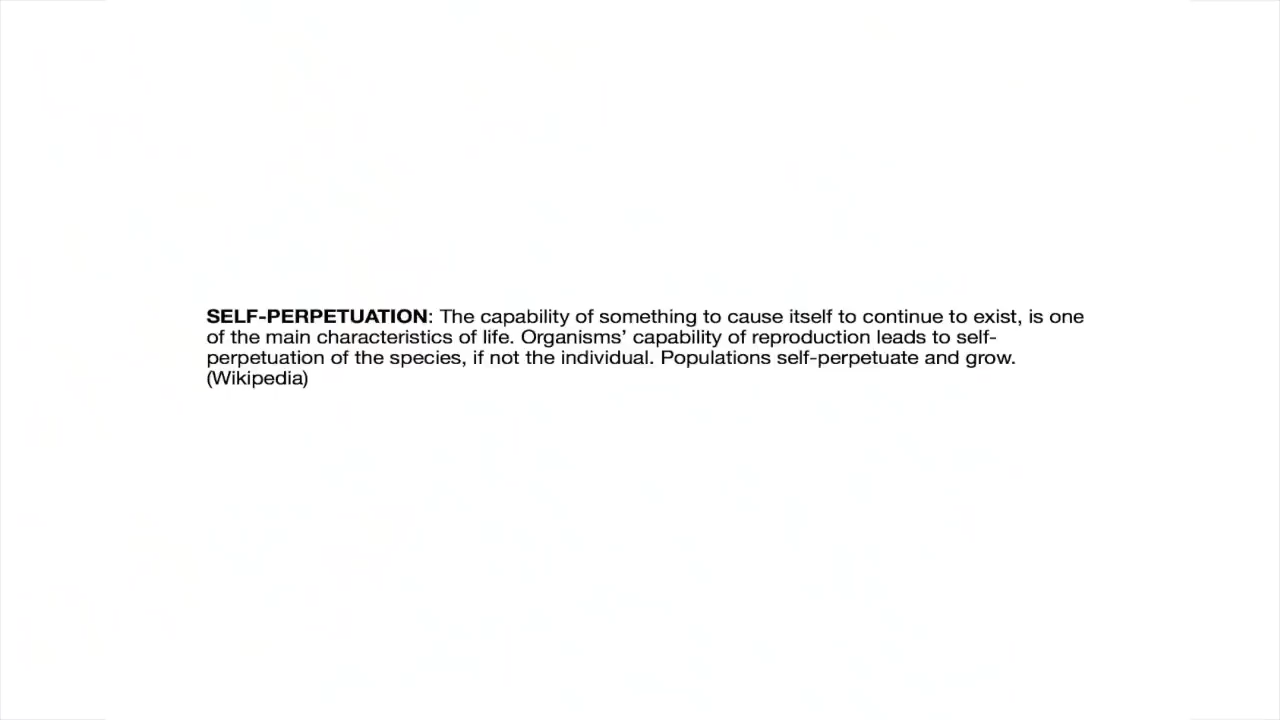 SELF-PERPETUATION: The capability of something to cause itself to continue to exist, is one
of the main characteristics of life. Organisms’ capability of reproduction leads to self-
perpetuation of the species, if not the individual. Populations self-perpetuate and grow.
(Wikipedia)